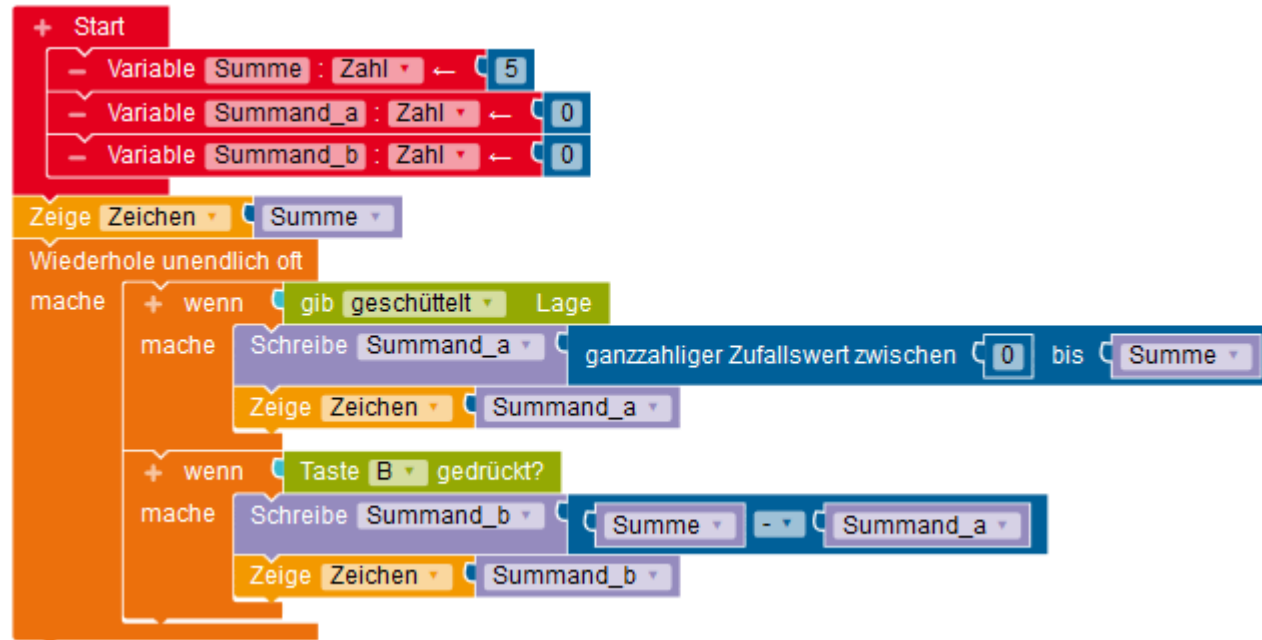 + Start
– Variable Summe : Zahl ← 5
– Variable Summand_a : Zahl ← 0
– Variable Summand_b : Zahl ← 0
Zeige Zeichen Summe
Wiederhole unendlich oft
mache + wenn gib geschüttelt Lage
mache Schreibe Summand_a ganzzahliger Zufallswert zwischen 0 bis Summe
Zeige Zeichen Summand_a
+ wenn Taste B gedrückt?
mache Schreibe Summand_b Summe - Summand_a
Zeige Zeichen Summand_b